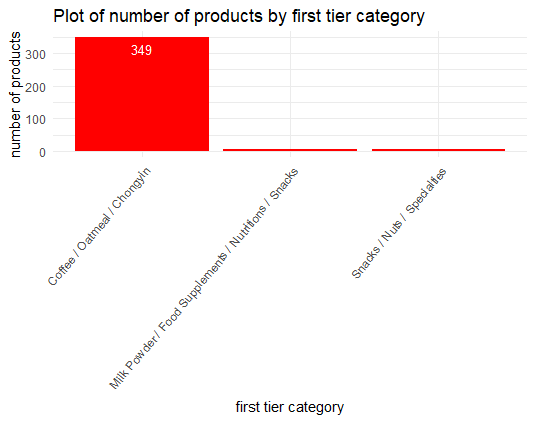 Plot of number of products by first tier category
number of products
300
200
100
0
349
Coffee / Oatmeal / ChongyIn
Milk Powder / Food Supplements / Nutritions / Snacks
Snacks / Nuts / Specialties
first tier category